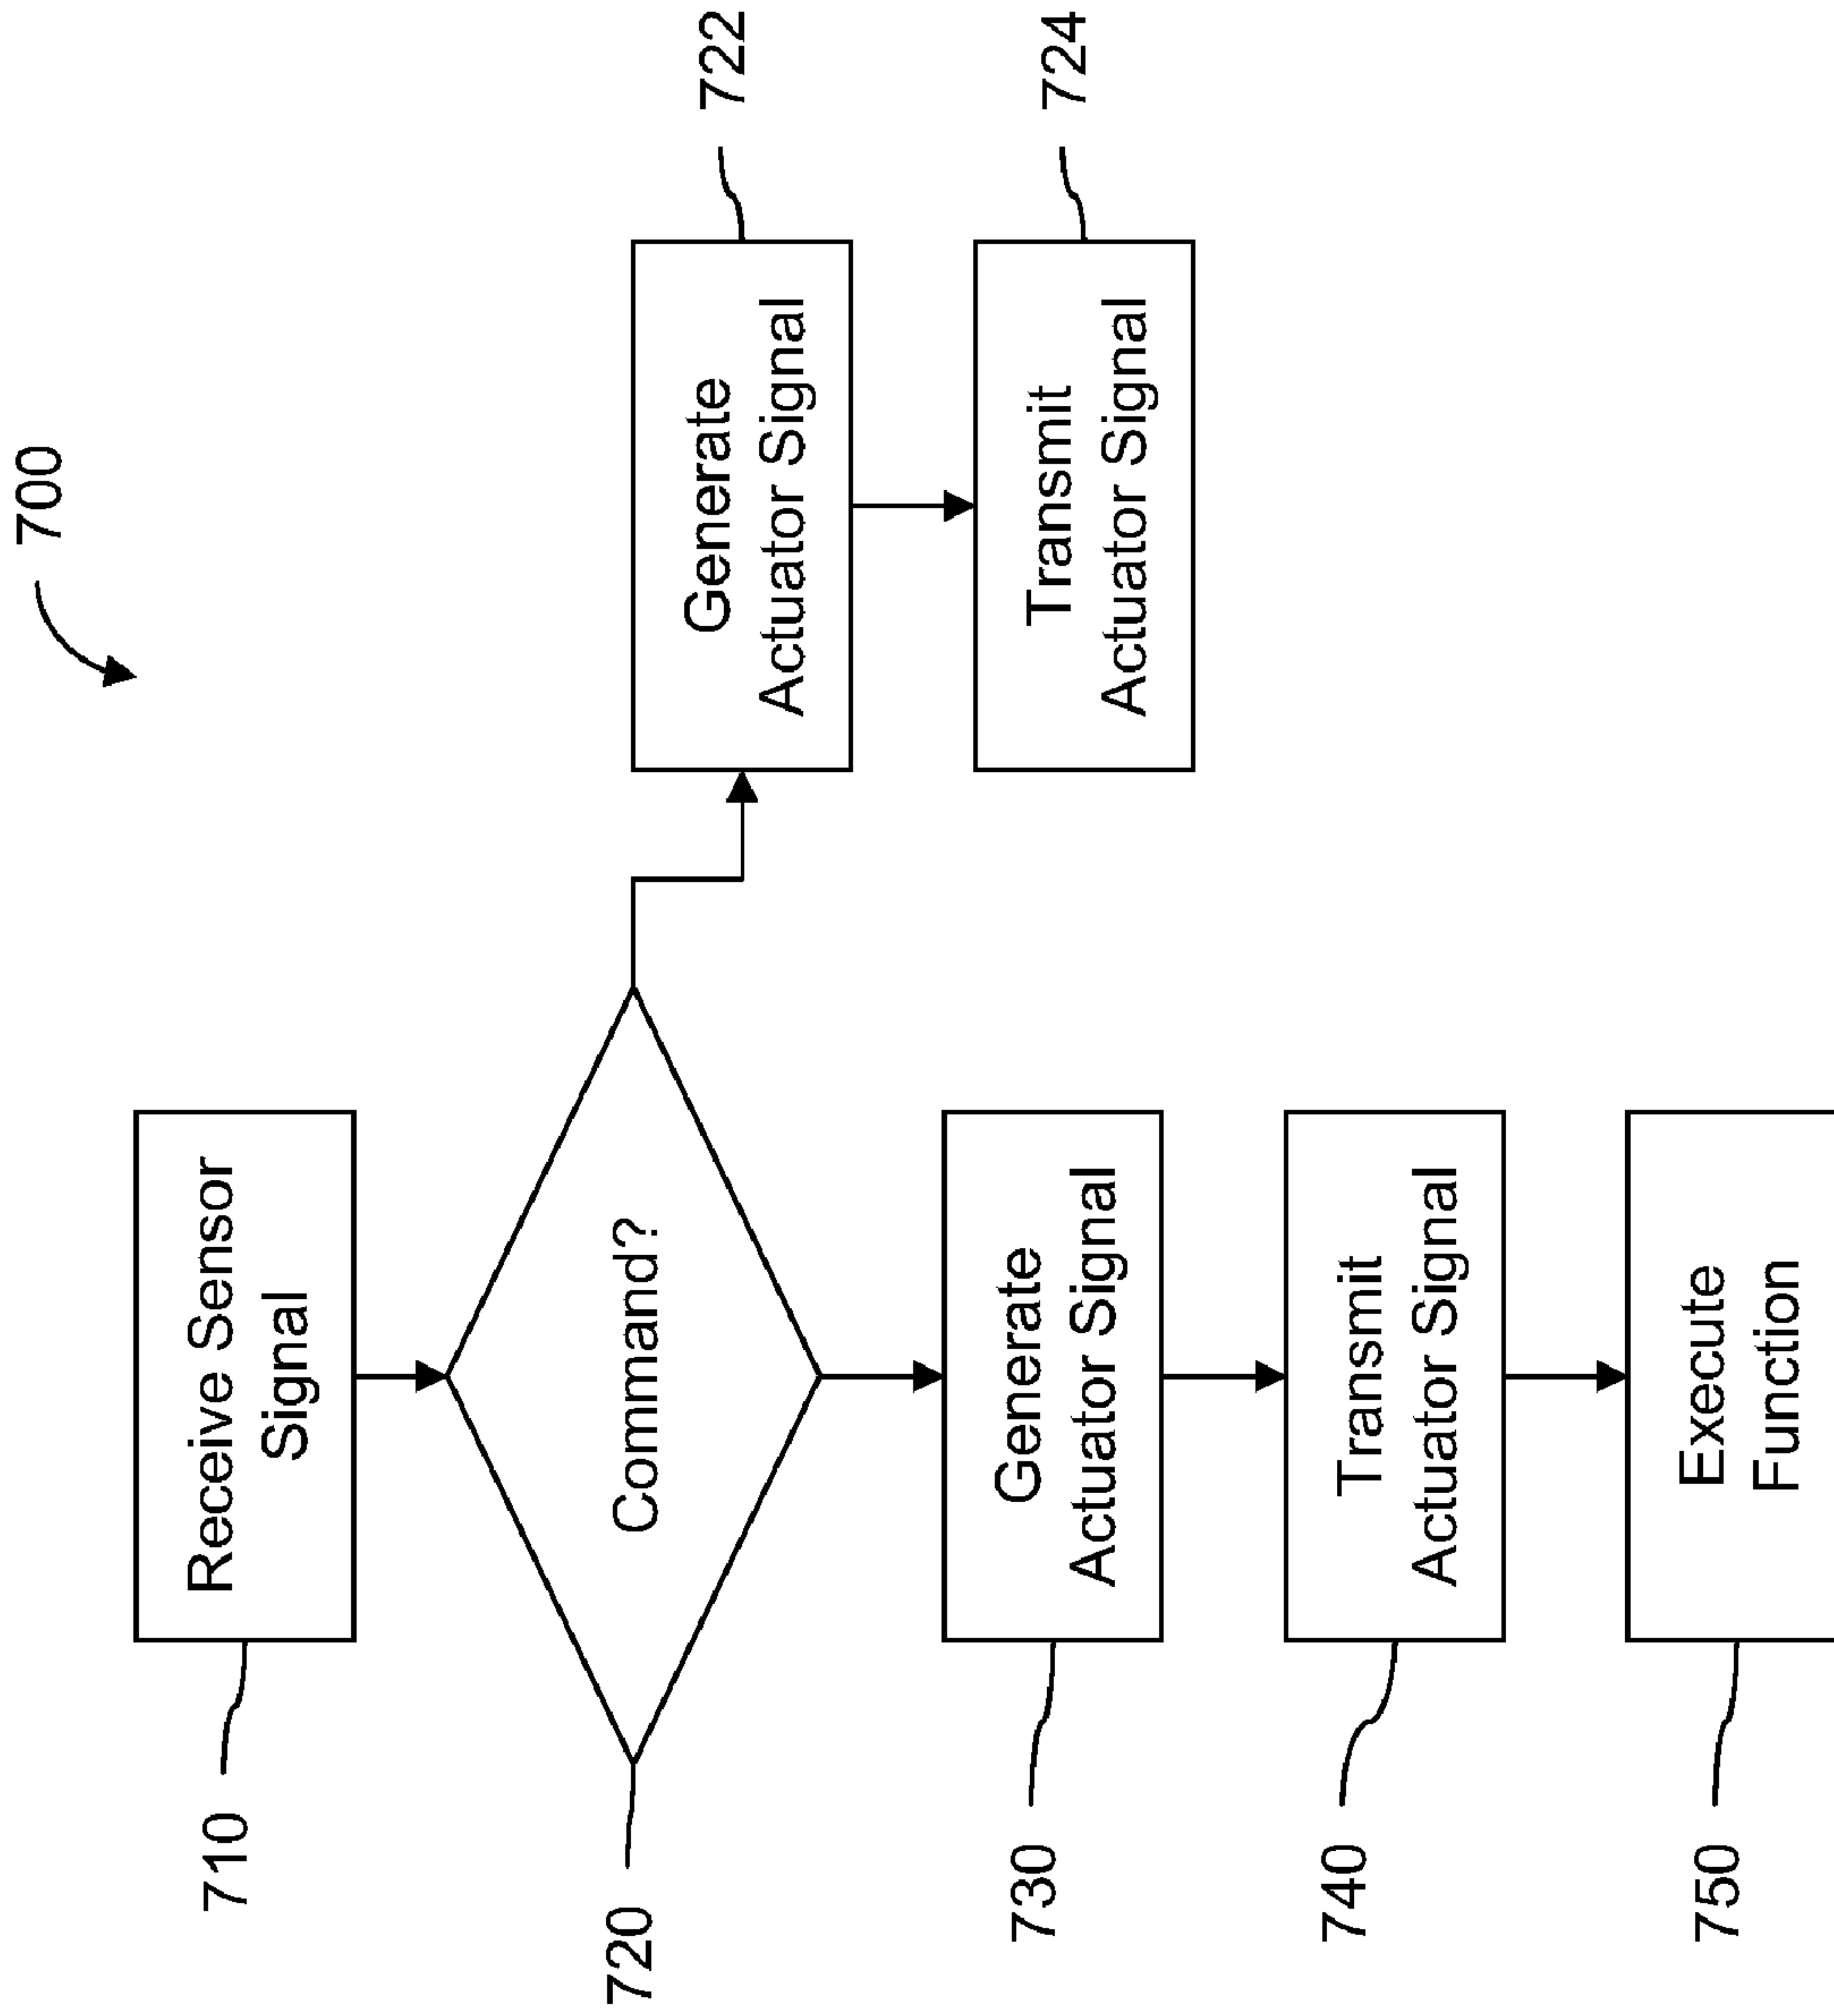 700
710
Receive Sensor
Signal
720
Command?
Generate
Actuator Signal
722
Transmit
Actuator Signal
724
730
Generate
Actuator Signal
740
Transmit
Actuator Signal
750
Execute
Function